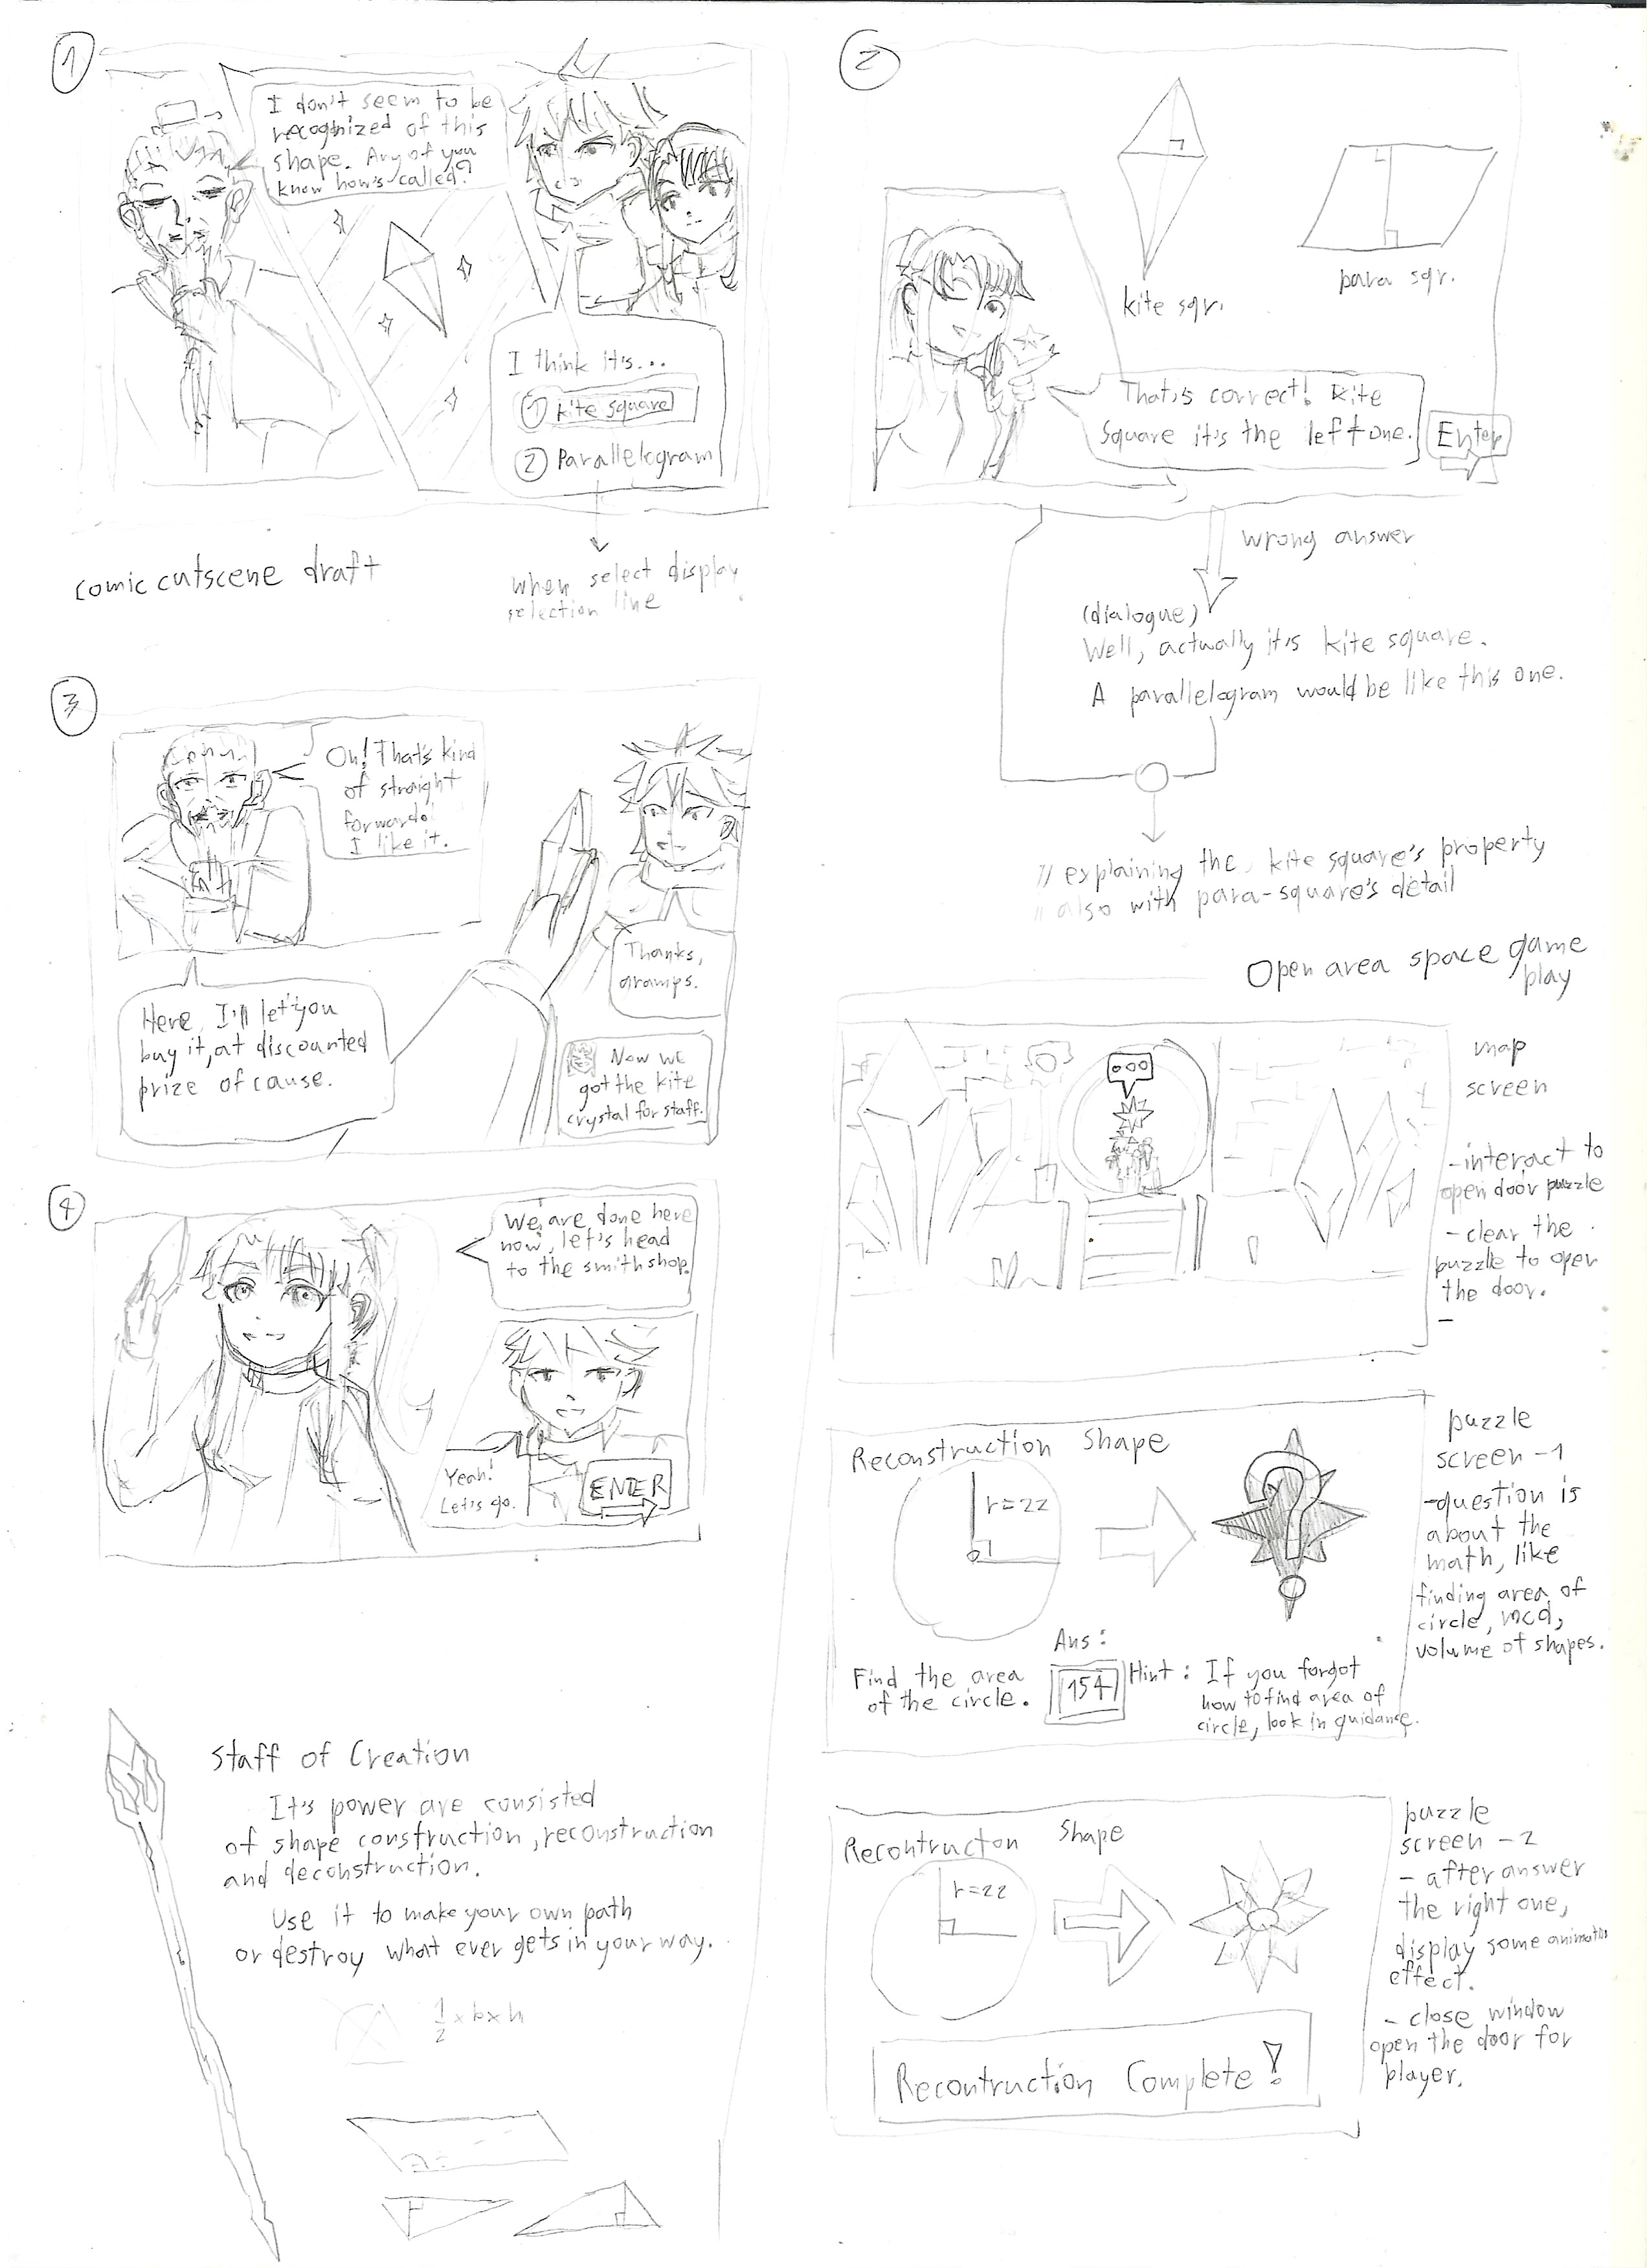 1
I don't seem to be
recognized of this
shape. Any of you
know how's called?
I think it's...
1 kite square
2 Parallelogram
comic cutscene draft
when select display
selection line
2
kite sqr.
para sqr.
That's correct! Kite
Square it's the left one.
Enter
wrong answer
(dialogue)
Well, actually it's kite square.
A parallelogram would be like this one.
// explaining the kite square's property
// also with para-square's detail
3
Oh! That's kind
of straight
forward!
I like it.
Here, I'll let you
buy it, at discounted
prize of cause.
Thanks,
gramps.
Now we
got the kite
crystal for staff.
4
We are done here
now, let's head
to the smith shop.
Yeah!
Let's go.
ENTER
Open area space game
play
map
screen
-interact to
open door puzzle
-clear the
puzzle to open
the door.
-
Reconstruction Shape
r=22
Find the area
of the circle.
Ans:
154
Hint: If you forgot
how to find area of
circle, look in guidance.
puzzle
screen -1
-question is
about the
math, like
finding area of
circle,
volume of shapes.
Staff of Creation
It's power are consisted
of shape construction, reconstruction
and deconstruction.
Use it to make your own path
or destroy what ever gets in your way.
1/2 x b x h
Recontructon Shape
r=22
Recontruction Complete!
puzzle
screen -2
- after answer
the right one,
display some animation
effect.
- close window
open the door for
player.